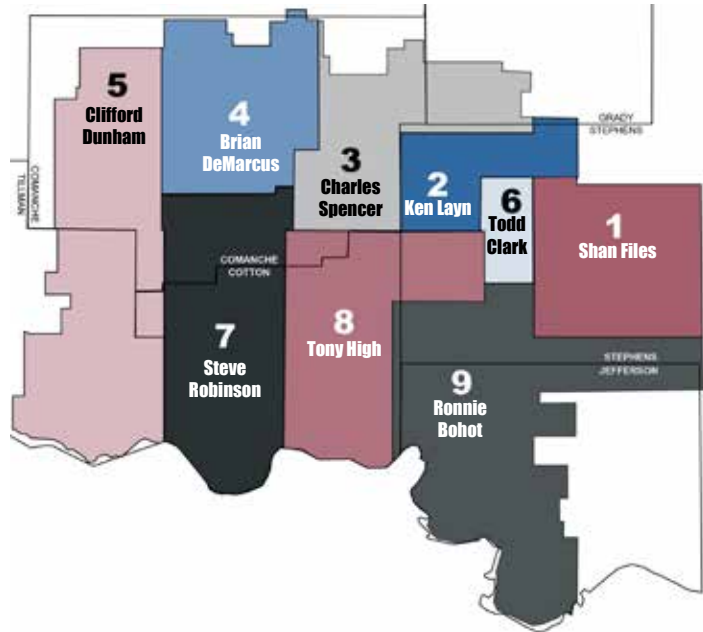 5
Clifford
Dunham
4
Brian
DeMarcus
3
Charles
Spencer
GRADY
STEPHENS
2
Ken Layn
6
Todd
Clark
1
Shan Files
COMANCHE
TILLMAN
COMANCHE
COTTON
7
Steve
Robinson
8
Tony High
STEPHENS
JEFFERSON
9
Ronnie
Bohot